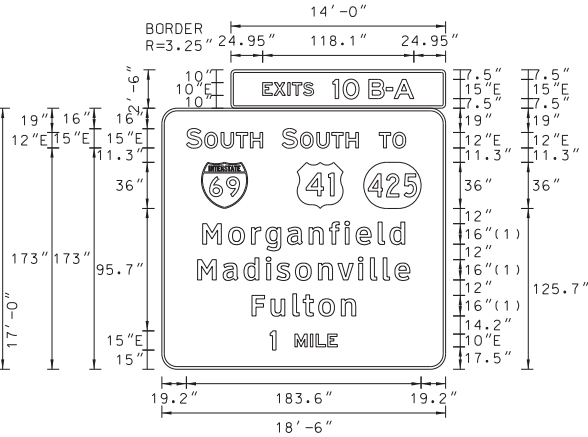 14'-0"
BORDER
R=3.25" 24.95" 118.1" 24.95"
2'-6" 10" 10"E 10" EXITS 10 B-A 7.5" 15"E 7.5" 7.5" 15"E 7.5"
19" 16" 16" 19" 19"
12"E 15"E 15"E SOUTH SOUTH TO 12"E 12"E
11.3" 11.3" 11.3"
36" INTERSTATE 69 41 425 36" 36"
12"
Morganfield 16"(1)
12"
173" 173" 95.7" Madisonville 16"(1)
12" 125.7"
Fulton 16"(1)
17'-0" 14.2"
15"E 1 MILE 10"E
15" 17.5"
19.2" 183.6" 19.2"
18'-6"